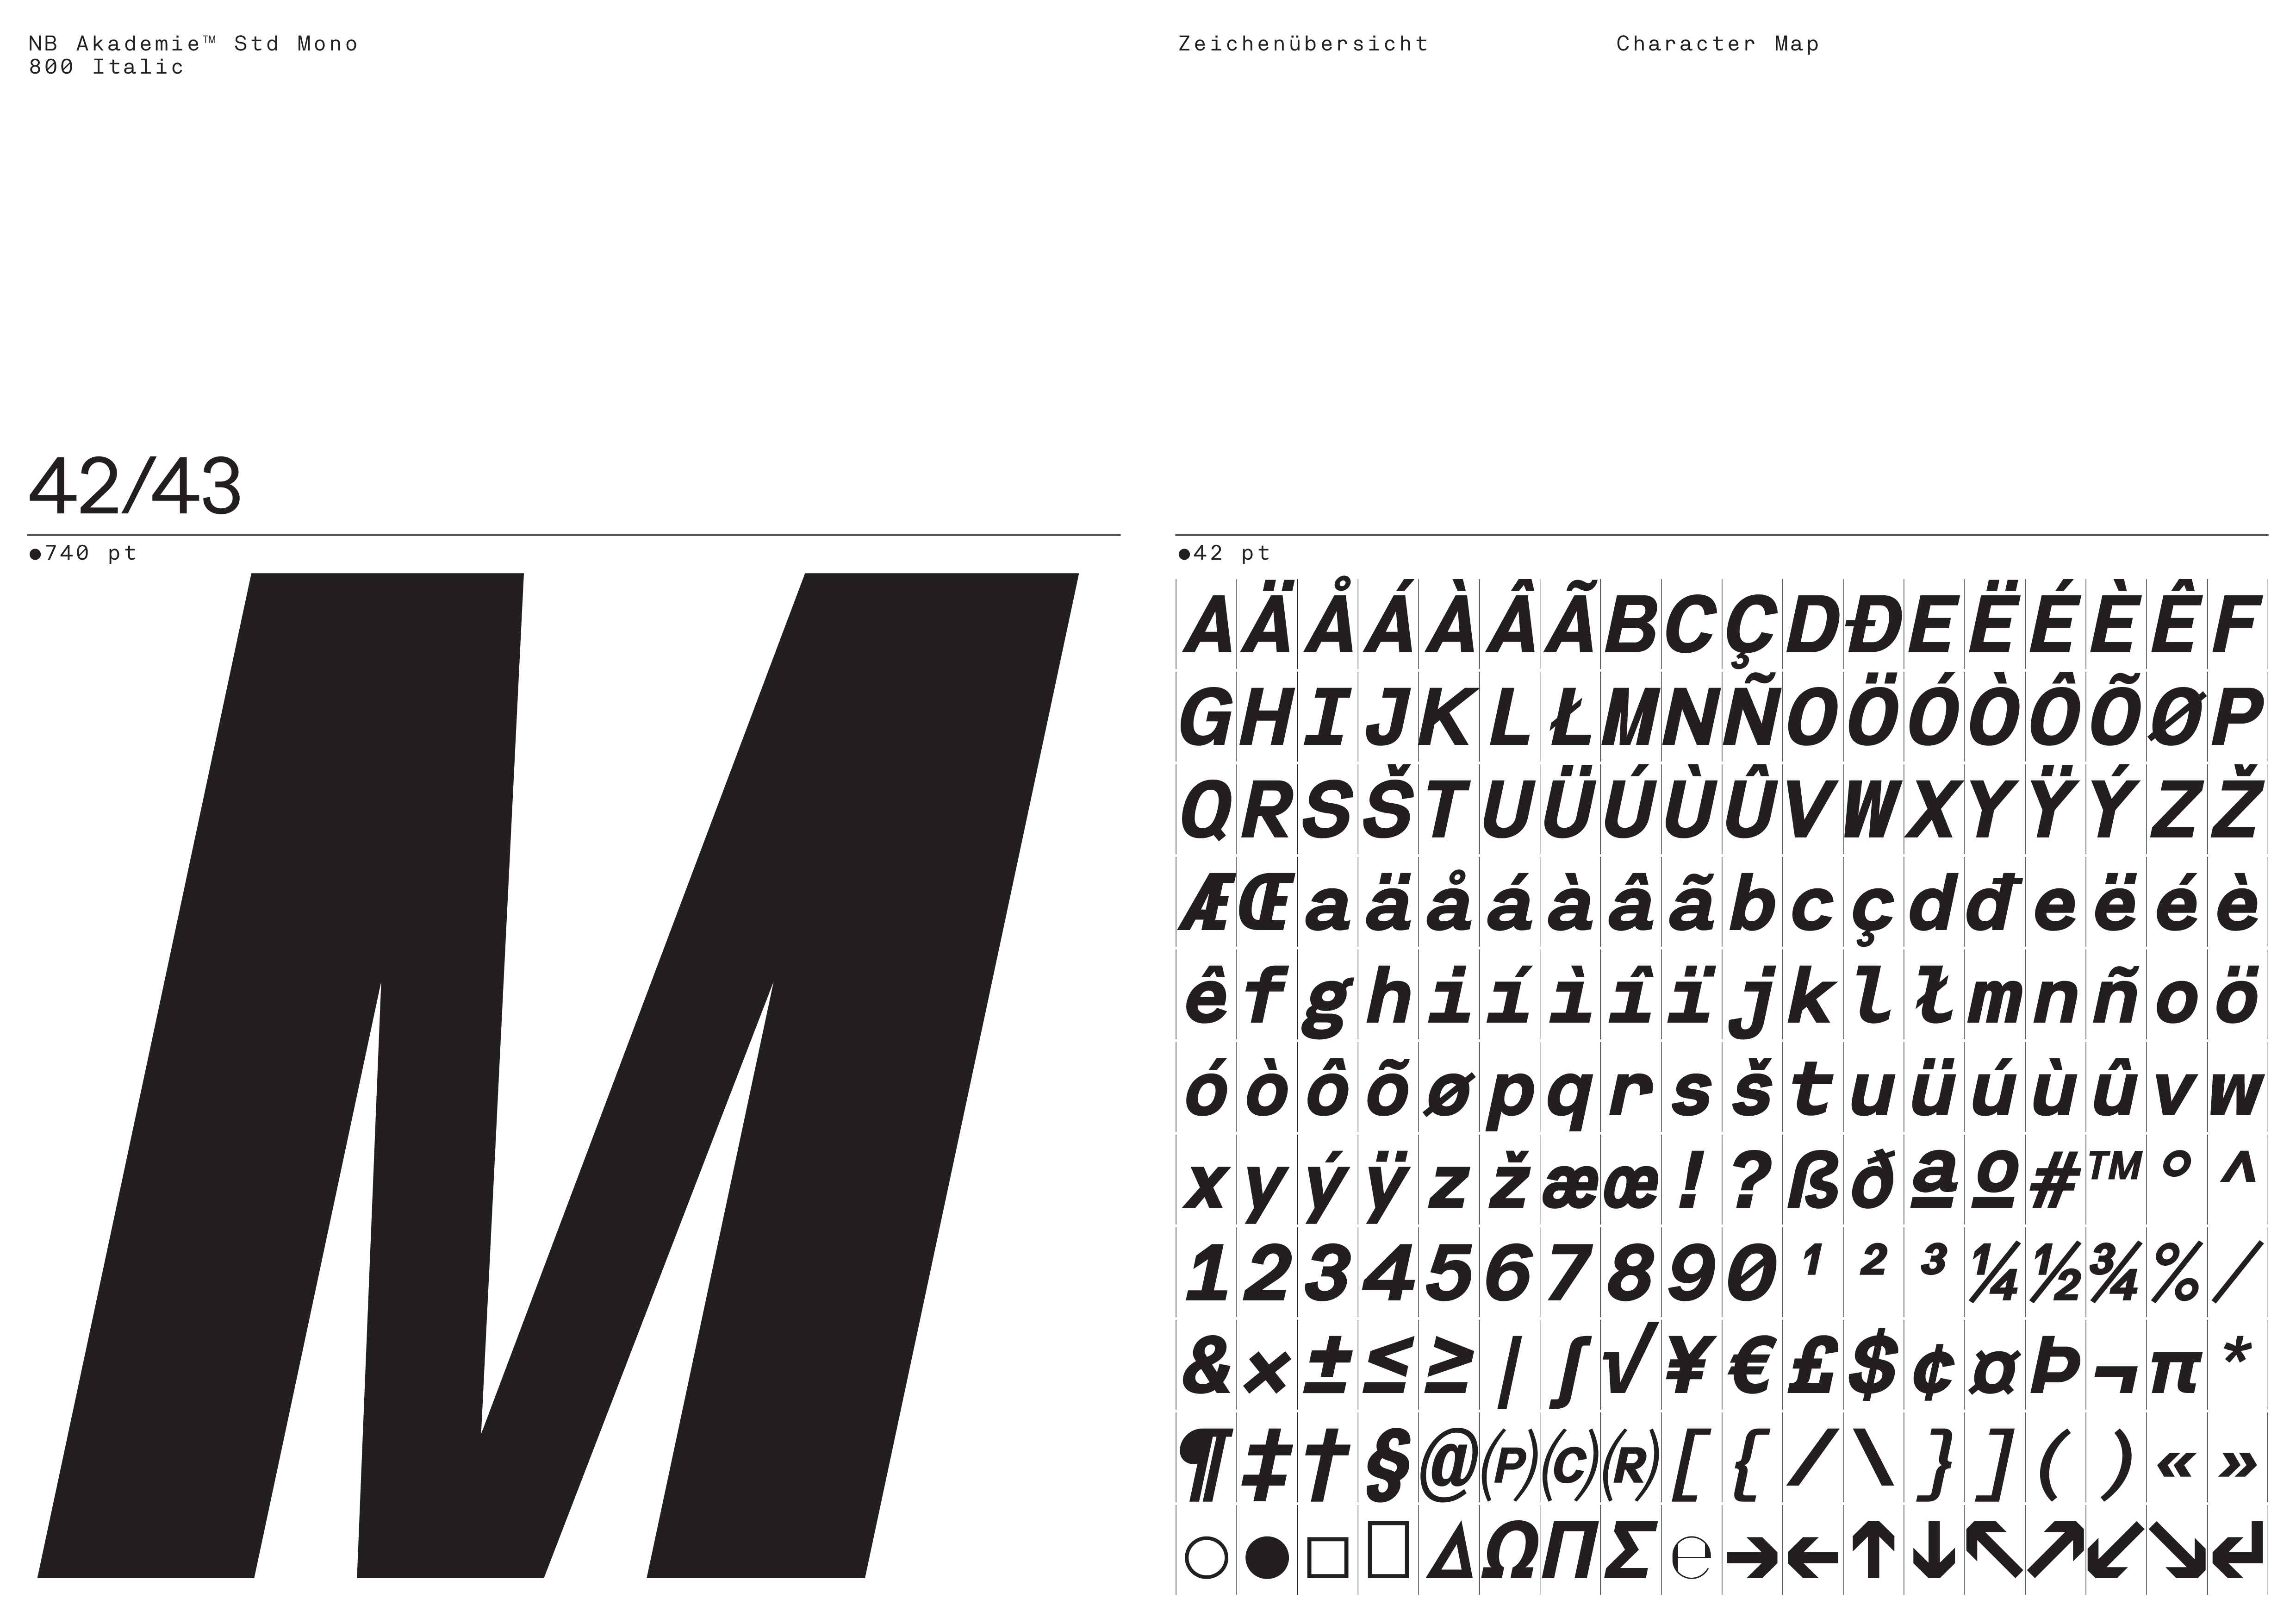 NB Akademie™ Std Mono
800 Italic
Zeichenübersicht
Character Map
42/43
●740 pt
M
●42 pt
A Ä Å Á À Â Ã B C Ç D Đ E Ë É È Ê F
G H I J K L Ł M N Ñ O Ö Ó Ò Ô Õ Ø P
Q R S Š T U Ü Ú Ù Û V W X Y Ÿ Ý Z Ž
Æ Œ a ä å á à â ã b c ç d đ e ë é è
ê f g h i í ì î ï j k l ł m n ñ o ö
ó ò ô õ ø p q r s š t u ü ú ù û v w
x y ý ÿ z ž æ œ ! ? ß ð ª º # ™ ° ^
1 2 3 4 5 6 7 8 9 0 ¹ ² ³ ¼ ½ ¾ % /
& × ± ≤ ≥ | ∫ √ ¥ € £ $ ¢ ¤ Þ ¬ π *
¶ ‡ † § @ ℗ © ® [ { / \ } ] ( ) « »
○ ● □ ▯ ∆ Ω Π Σ ℮ → ← ↑ ↓ ↖ ↗ ↙ ↘ ↵